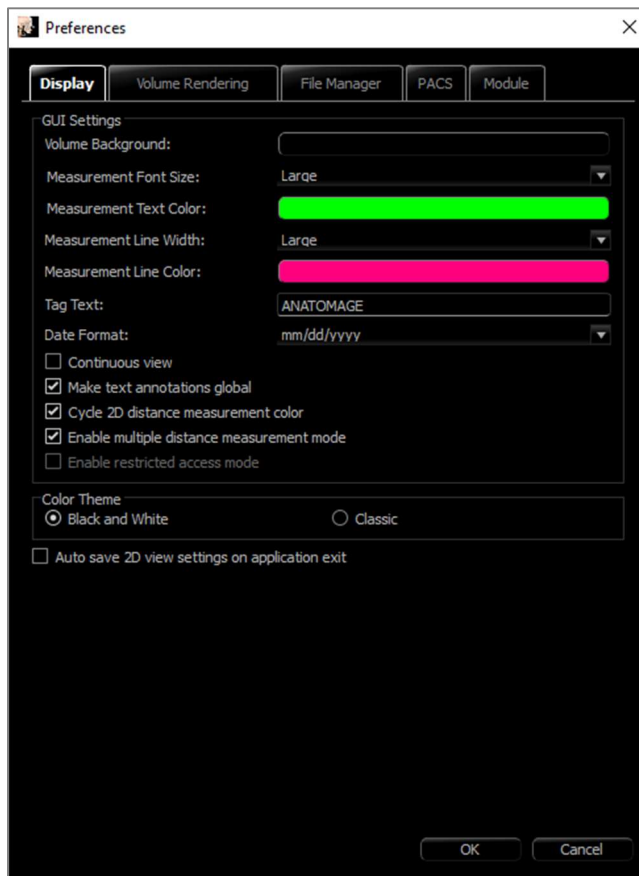 Preferences
Display Volume Rendering File Manager PACS Module
GUI Settings
Volume Background:
Measurement Font Size: Large
Measurement Text Color:
Measurement Line Width: Large
Measurement Line Color:
Tag Text: ANATOMAGE
Date Format: mm/dd/yyyy
Continuous view
Make text annotations global
Cycle 2D distance measurement color
Enable multiple distance measurement mode
Enable restricted access mode
Color Theme
Black and White Classic
Auto save 2D view settings on application exit
OK Cancel